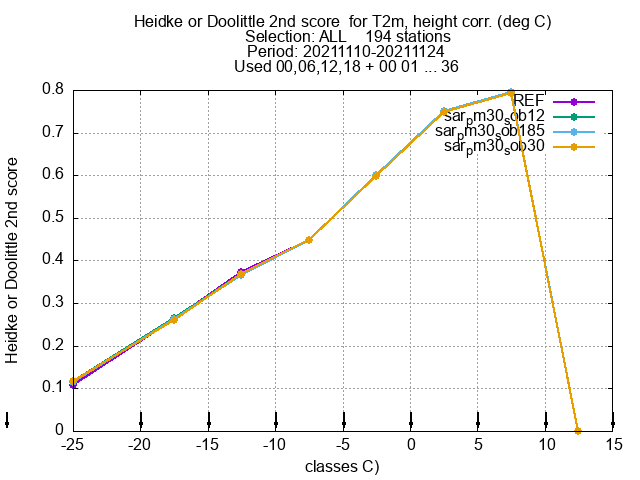 Heidke or Doolittle 2nd score  for T2m, height corr. (deg C)
Selection: ALL    194 stations
Period: 20211110-20211124
Used 00,06,12,18 + 00 01 ... 36
REF
sar_pm30_sob12
sar_pm30_sob185
sar_pm30_sob30
Heidke or Doolittle 2nd score
0.8
0.7
0.6
0.5
0.4
0.3
0.2
0.1
0
-25 -20 -15 -10 -5 0 5 10 15
classes C)